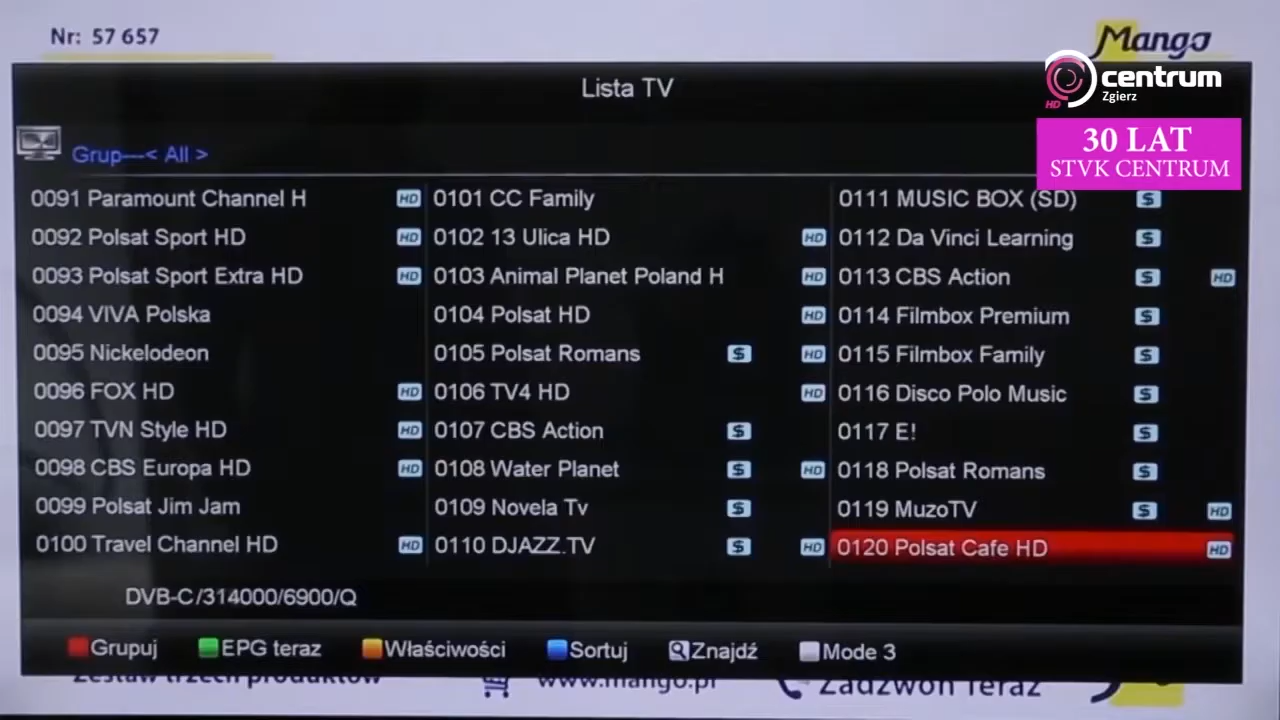 Nr: 57 657
Mango
centrum
HD
Zgierz
30 LAT
STVK CENTRUM
Lista TV
Grup---< All >
0091 Paramount Channel H HD
0092 Polsat Sport HD HD
0093 Polsat Sport Extra HD HD
0094 VIVA Polska
0095 Nickelodeon
0096 FOX HD HD
0097 TVN Style HD HD
0098 CBS Europa HD HD
0099 Polsat Jim Jam
0100 Travel Channel HD HD
0101 CC Family
0102 13 Ulica HD HD
0103 Animal Planet Poland H HD
0104 Polsat HD HD
0105 Polsat Romans $ HD
0106 TV4 HD HD
0107 CBS Action $
0108 Water Planet $ HD
0109 Novela Tv $
0110 DJAZZ.TV $ HD
0111 MUSIC BOX (SD) $
0112 Da Vinci Learning $
0113 CBS Action $ HD
0114 Filmbox Premium $
0115 Filmbox Family $
0116 Disco Polo Music $
0117 E! $
0118 Polsat Romans $
0119 MuzoTV $ HD
0120 Polsat Cafe HD HD
DVB-C/314000/6900/Q
Grupuj EPG teraz Właściwości Sortuj Znajdź Mode 3
Zestaw trzech produktów www.mango.pl Zadzwoń Teraz